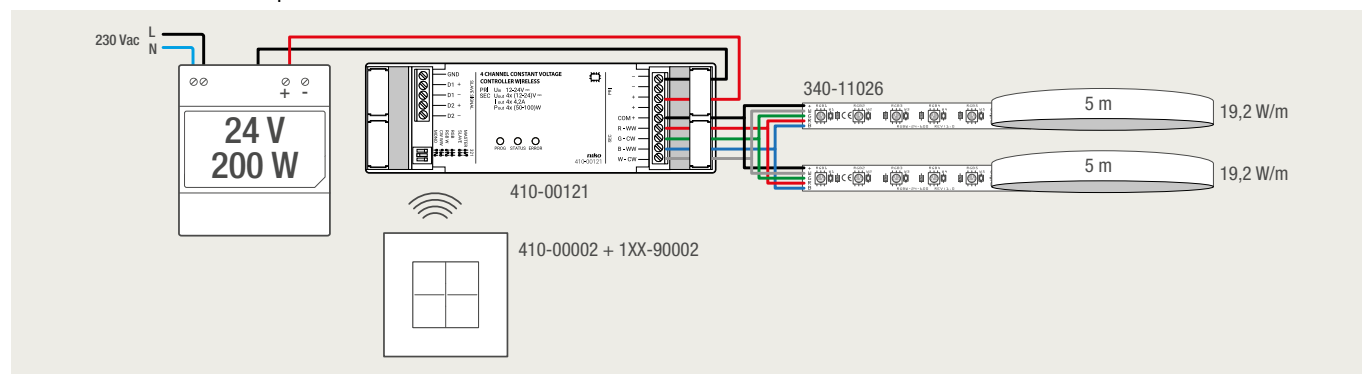 230 Vac L
N
+ -
24 V
200 W
GND
D1 +
D1 -
D2 +
D2 -
4 CHANNEL CONSTANT VOLTAGE
CONTROLLER WIRELESS
PRI
SEC
PROG STATUS ERROR
niko
410-00121
-
-
+
+
COM +
R - WW
G - CW
B - WW
W - CW
410-00121
410-00002 + 1XX-90002
340-11026
5 m
19,2 W/m
5 m
19,2 W/m